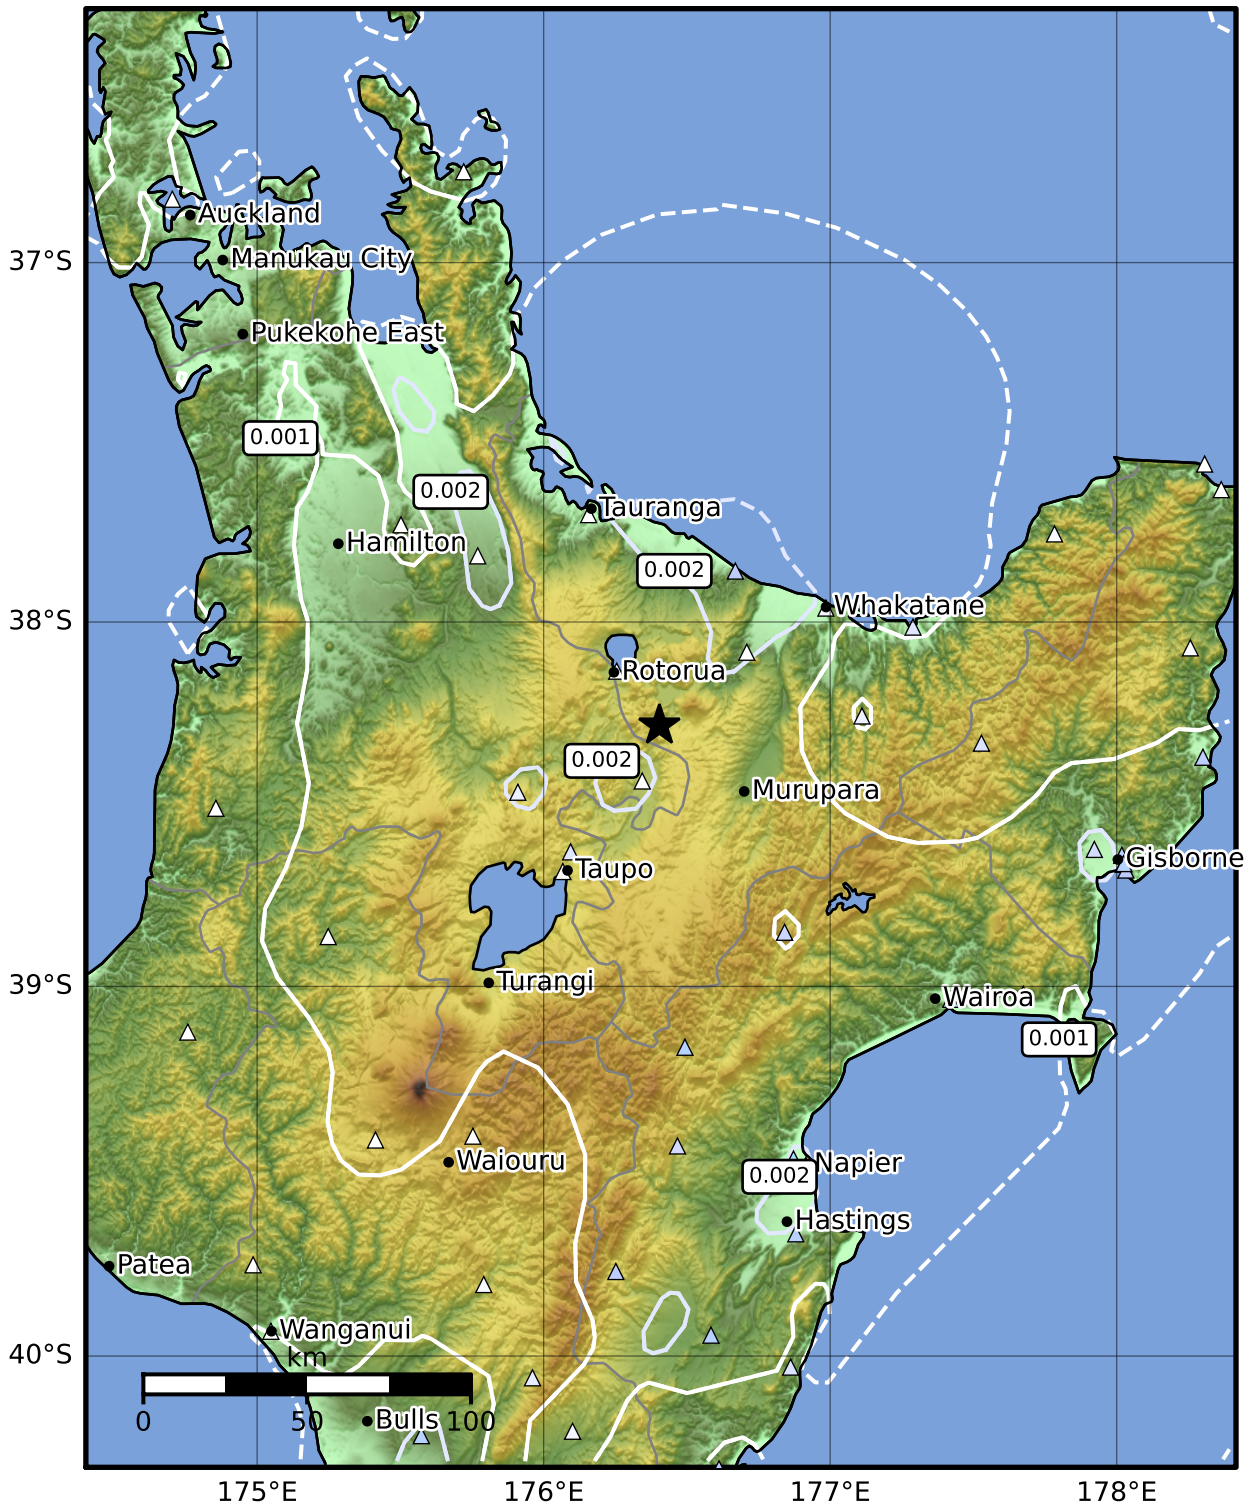 Auckland
37°S
Manukau City
Pukekohe East
0.001
0.002
Tauranga
Hamilton
0.002
38°S
Whakatane
Rotorua
0.002
Murupara
Gisborne
Taupo
39°S
Turangi
Wairoa
0.001
Waiouru
Napier
0.002
Hastings
Patea
Wanganui
40°S
km
0 50 100
Bulls
175°E 176°E 177°E 178°E